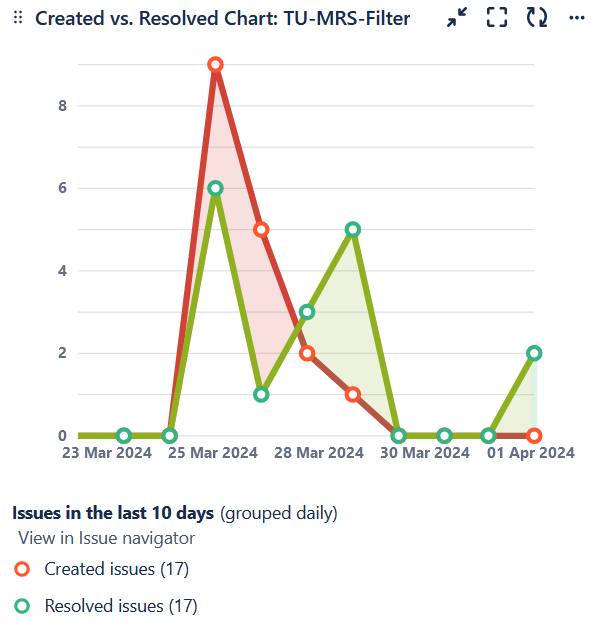 Created vs. Resolved Chart: TU-MRS-Filter
8
6
4
2
0
23 Mar 2024 25 Mar 2024 28 Mar 2024 30 Mar 2024 01 Apr 2024
Issues in the last 10 days (grouped daily)
View in Issue navigator
Created issues (17)
Resolved issues (17)